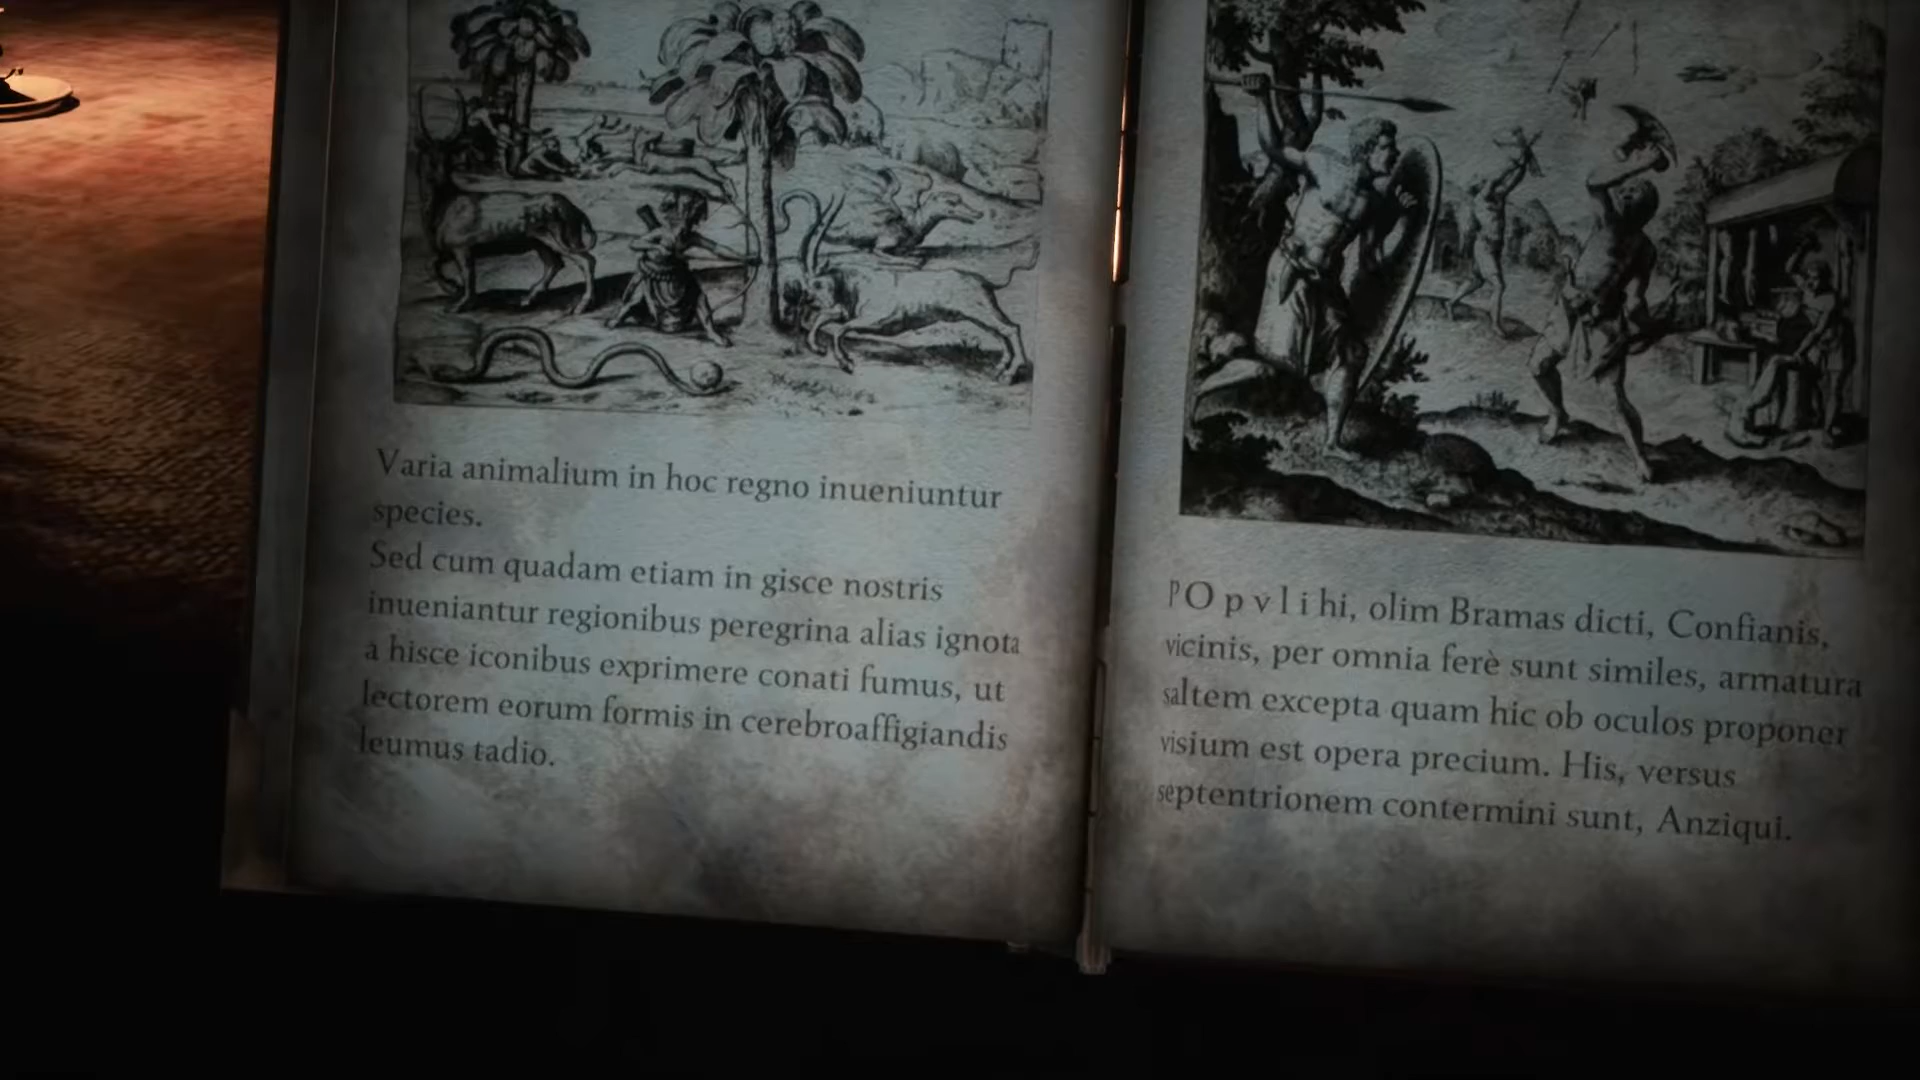 Varia animalium in hoc regno inueniuntur
species.
Sed cum quadam etiam in gisce nostris
inueniantur regionibus peregrina alias ignota
a hisce iconibus exprimere conati fumus, ut
lectorem eorum formis in cerebroaffigiandis
leumus tadio.
POpvli hi, olim Bramas dicti, Confianis,
vicinis, per omnia ferè sunt similes, armatura
saltem excepta quam hic ob oculos proponer
visium est opera precium. His, versus
septentrionem contermini sunt, Anziqui.